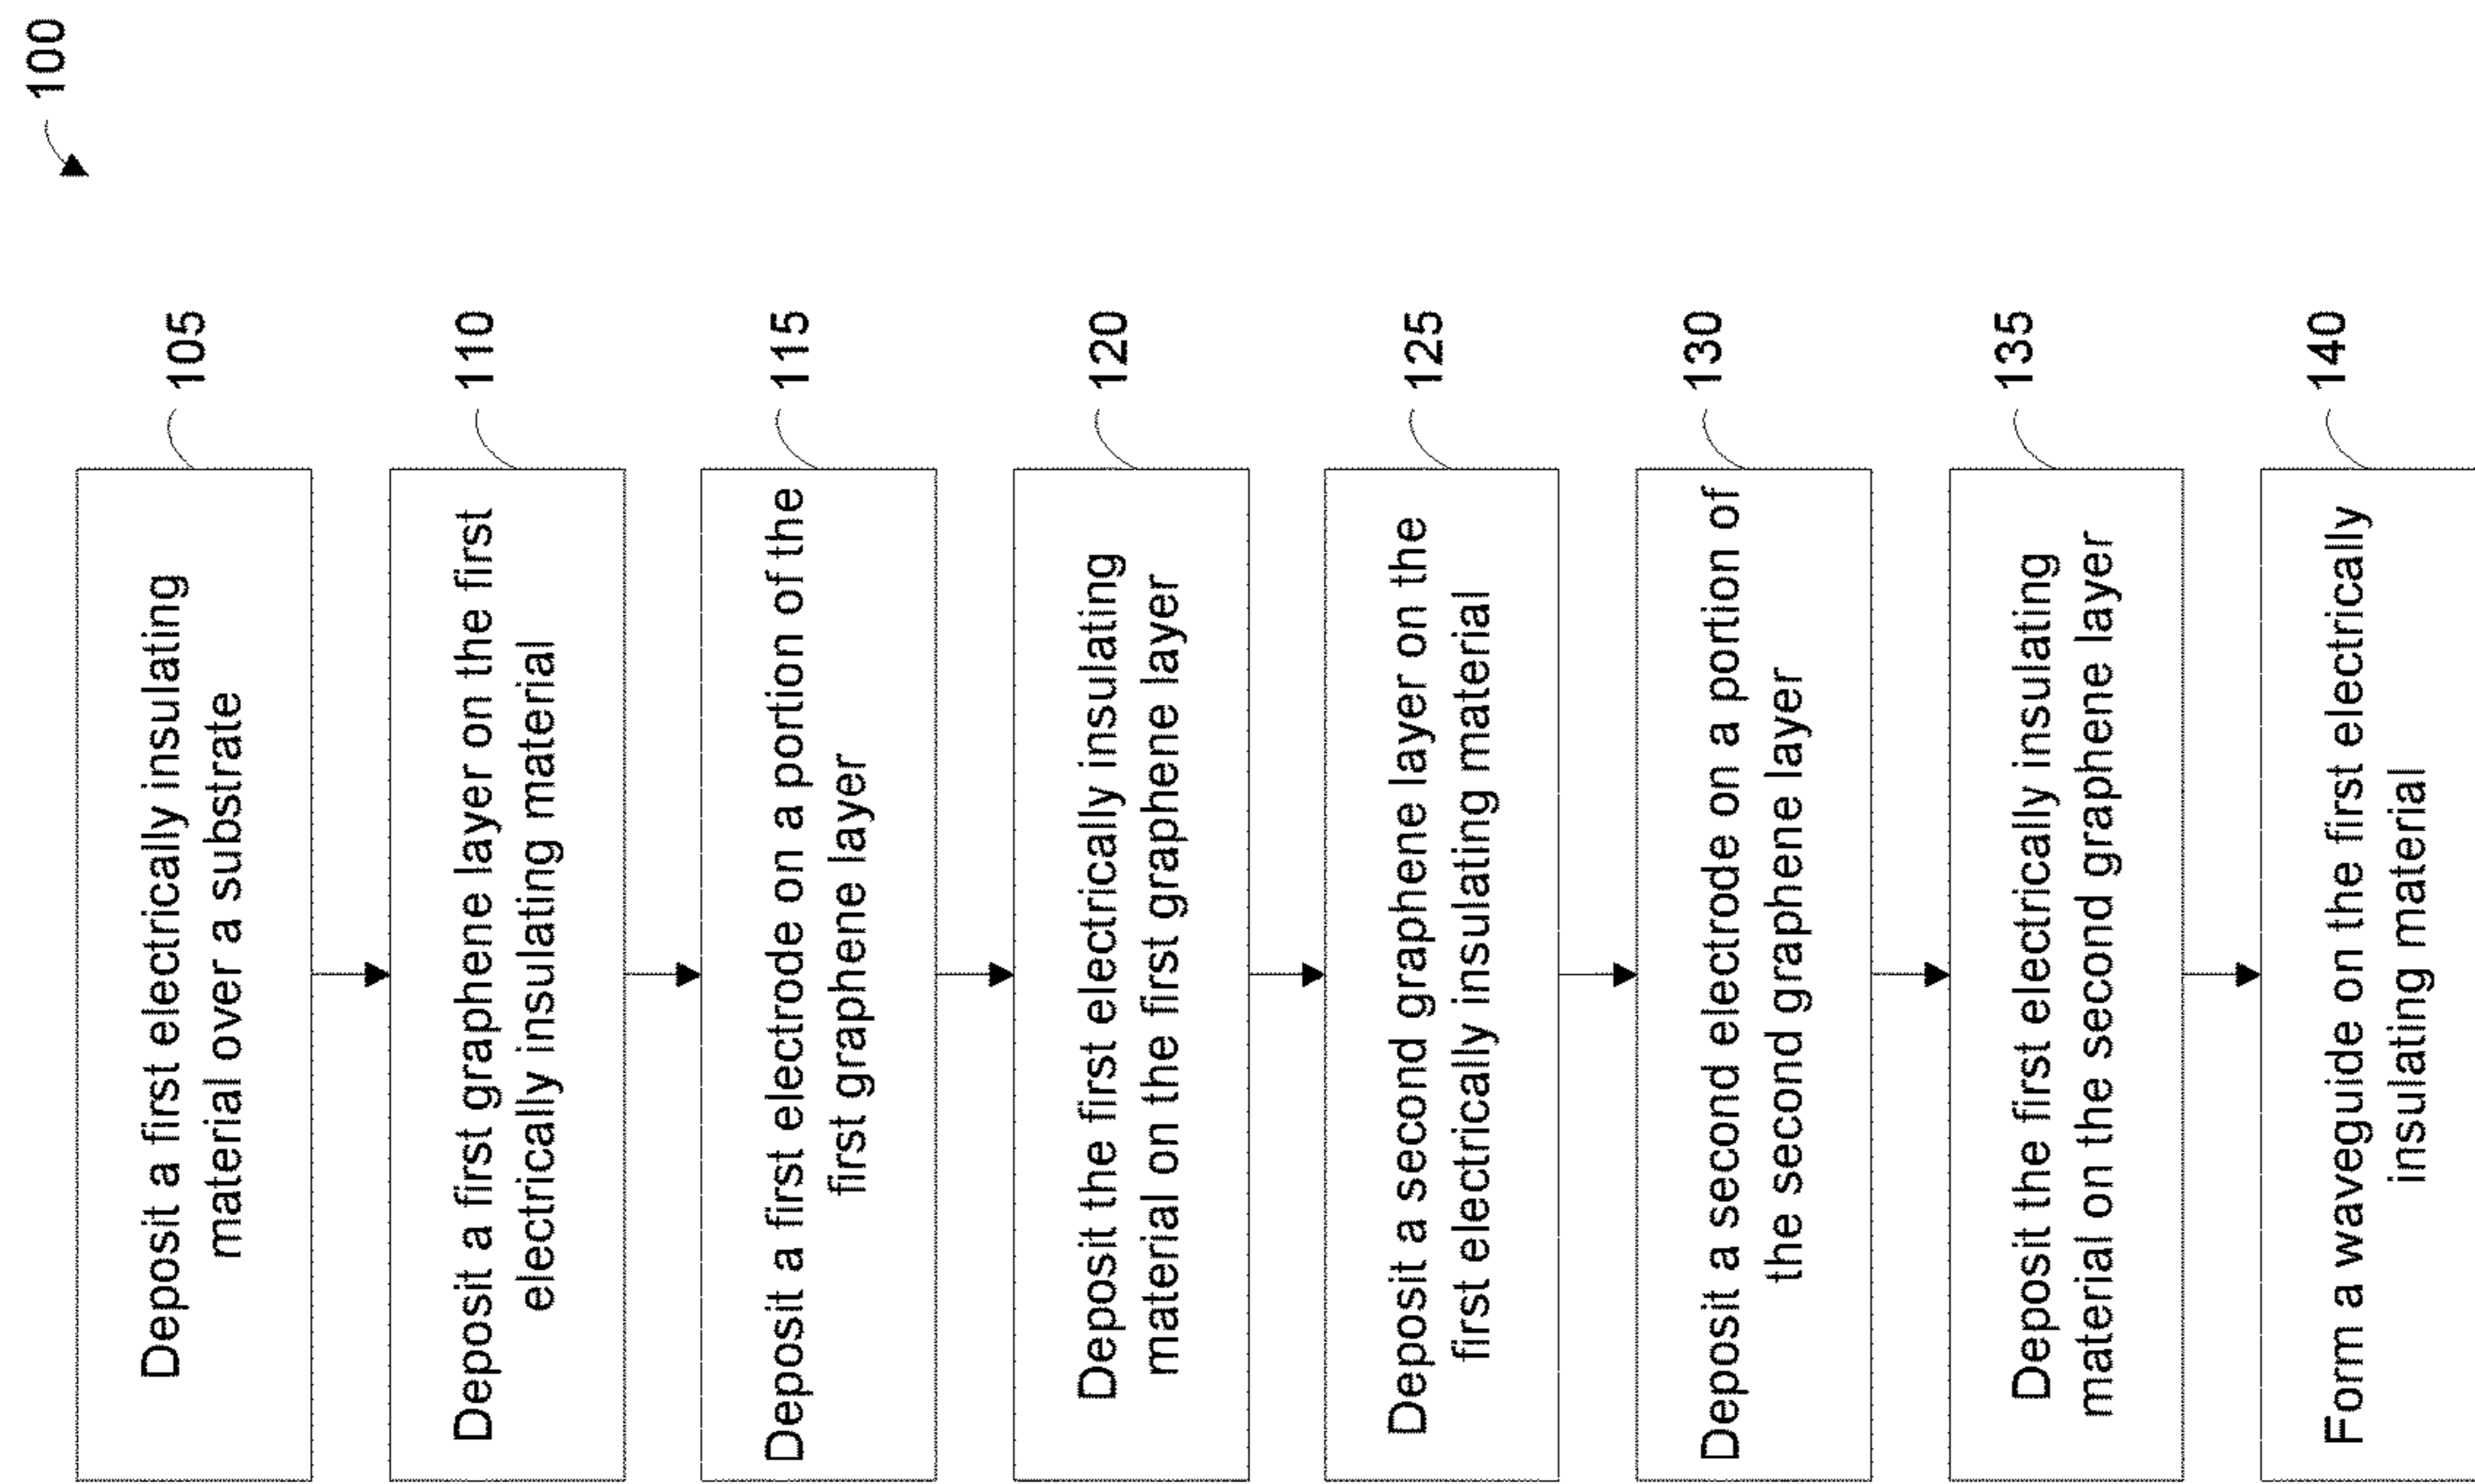 100
Deposit a first electrically insulating
material over a substrate
105
Deposit a first graphene layer on the first
electrically insulating material
110
Deposit a first electrode on a portion of the
first graphene layer
115
Deposit the first electrically insulating
material on the first graphene layer
120
Deposit a second graphene layer on the
first electrically insulating material
125
Deposit a second electrode on a portion of
the second graphene layer
130
Deposit the first electrically insulating
material on the second graphene layer
135
Form a waveguide on the first electrically
insulating material
140